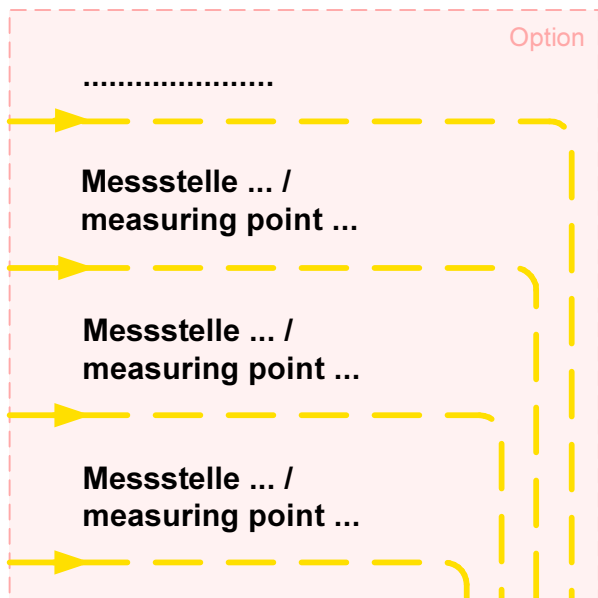 Option
......................
Messstelle ... /
measuring point ...
Messstelle ... /
measuring point ...
Messstelle ... /
measuring point ...